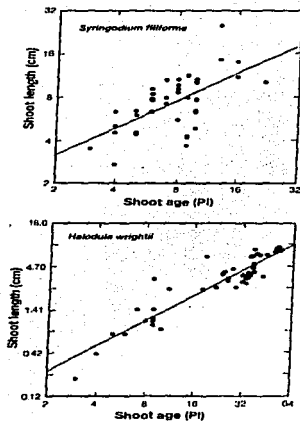 32
Syringodium filiforme
16
8
4
2
Shoot length (cm)
2 4 8 16 32
Shoot age (PI)
16.0
Halodule wrightii
4.70
1.41
0.42
0.12
Shoot length (cm)
2 4 8 16 32 64
Shoot age (PI)